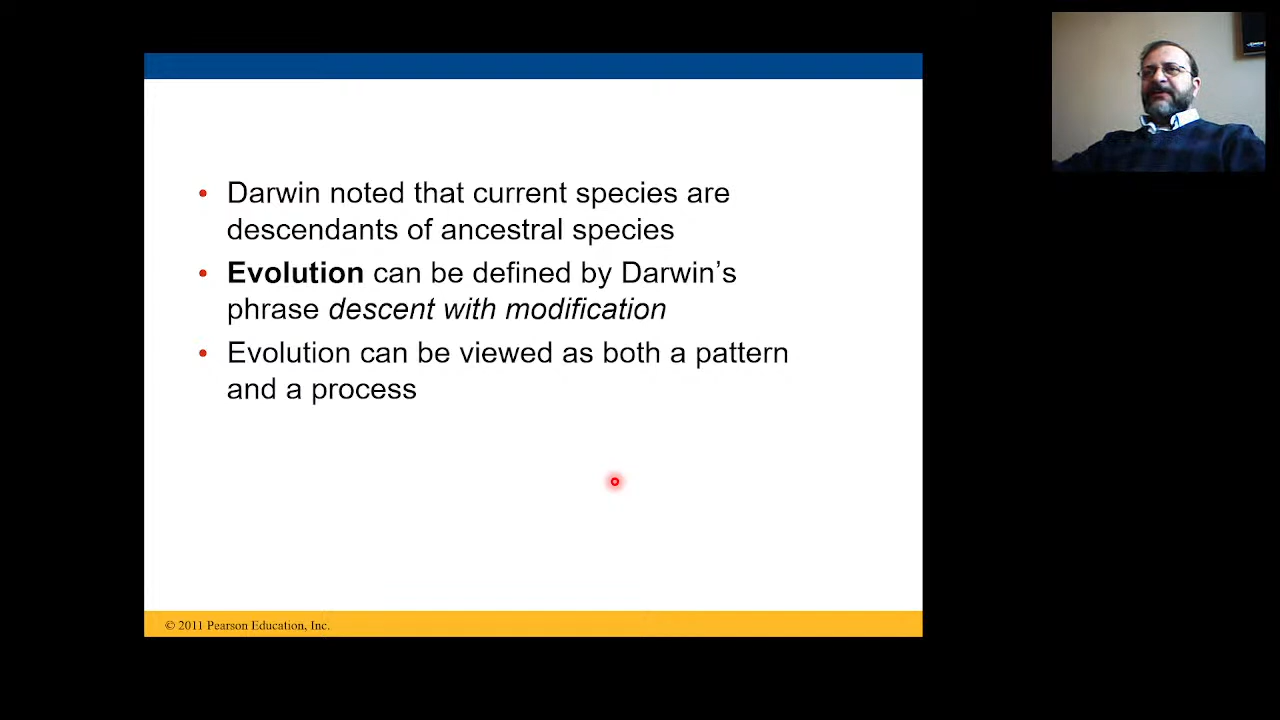 • Darwin noted that current species are
descendants of ancestral species
• Evolution can be defined by Darwin’s
phrase descent with modification
• Evolution can be viewed as both a pattern
and a process
© 2011 Pearson Education, Inc.